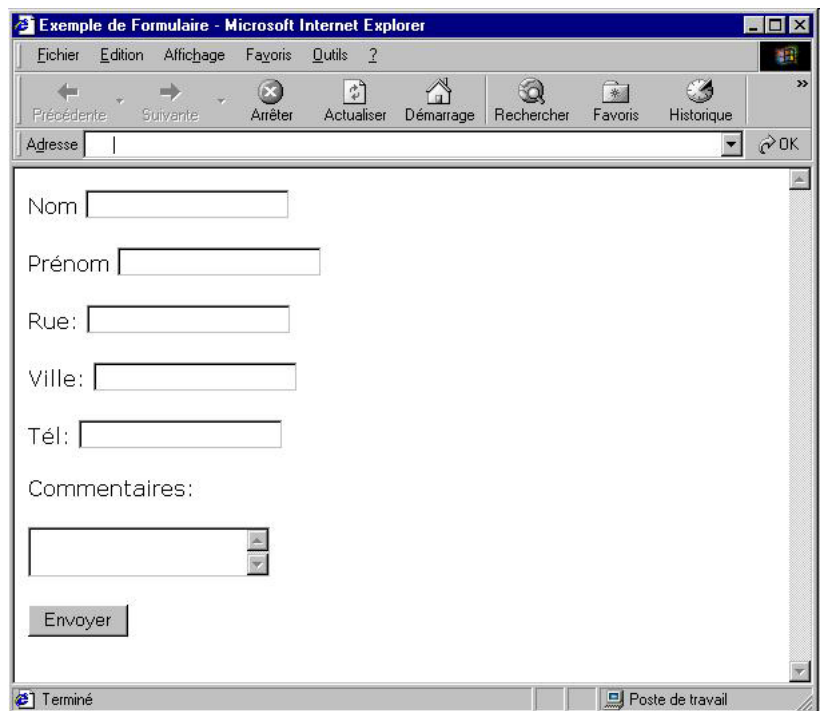 Exemple de Formulaire - Microsoft Internet Explorer
Fichier Edition Affichage Favoris Outils ?
Précédente Suivante Arrêter Actualiser Démarrage Rechercher Favoris Historique »
Adresse OK
Nom
Prénom
Rue:
Ville:
Tél:
Commentaires:
Envoyer
Terminé Poste de travail